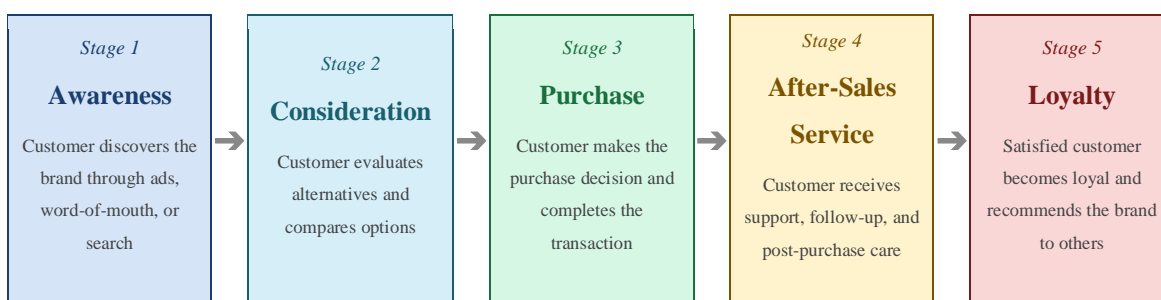 Stage 1
Awareness
Customer discovers the
brand through ads,
word-of-mouth, or
search
Stage 2
Consideration
Customer evaluates
alternatives and
compares options
Stage 3
Purchase
Customer makes the
purchase decision and
completes the
transaction
Stage 4
After-Sales
Service
Customer receives
support, follow-up, and
post-purchase care
Stage 5
Loyalty
Satisfied customer
becomes loyal and
recommends the brand
to others